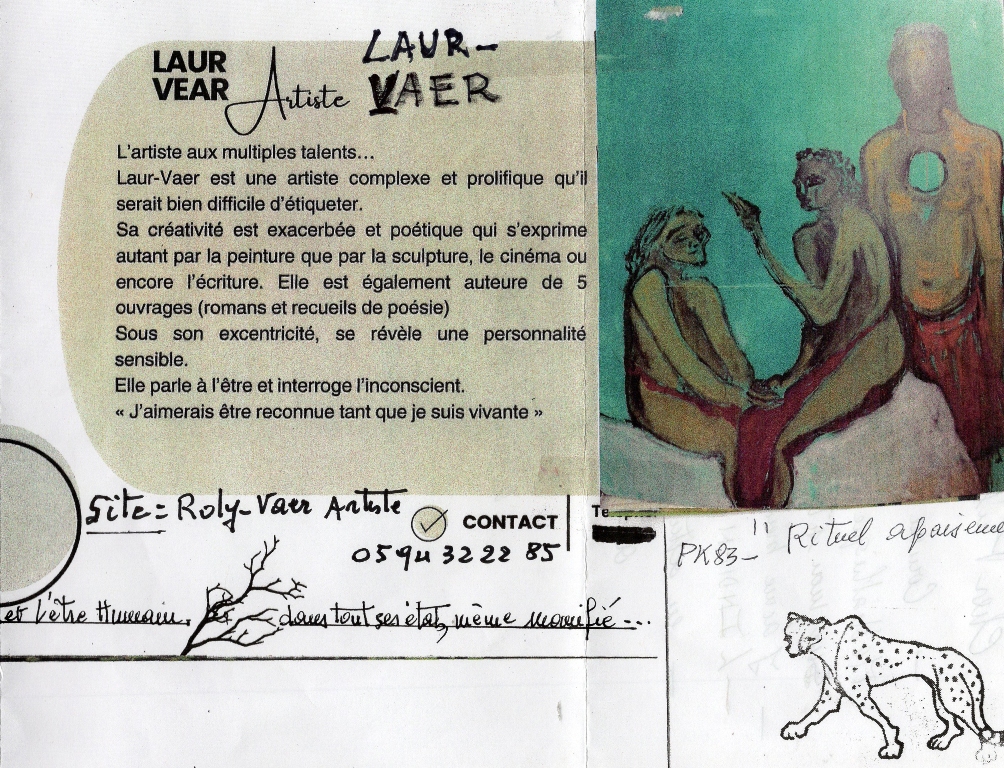 LAUR
VEAR
Artiste
LAUR-
VAER
L'artiste aux multiples talents...
Laur-Vaer est une artiste complexe et prolifique qu'il
serait bien difficile d'étiqueter.
Sa créativité est exacerbée et poétique qui s'exprime
autant par la peinture que par la sculpture, le cinéma ou
encore l'écriture. Elle est également auteure de 5
ouvrages (romans et recueils de poésie)
Sous son excentricité, se révèle une personnalité
sensible.
Elle parle à l'être et interroge l'inconscient.
« J'aimerais être reconnue tant que je suis vivante »
Site = Roly-Vaer Artiste
CONTACT
0594 32 22 85
Te
PK83- " Rituel apaiseme
et l'être Humain. dans tout ses état, même momifié...